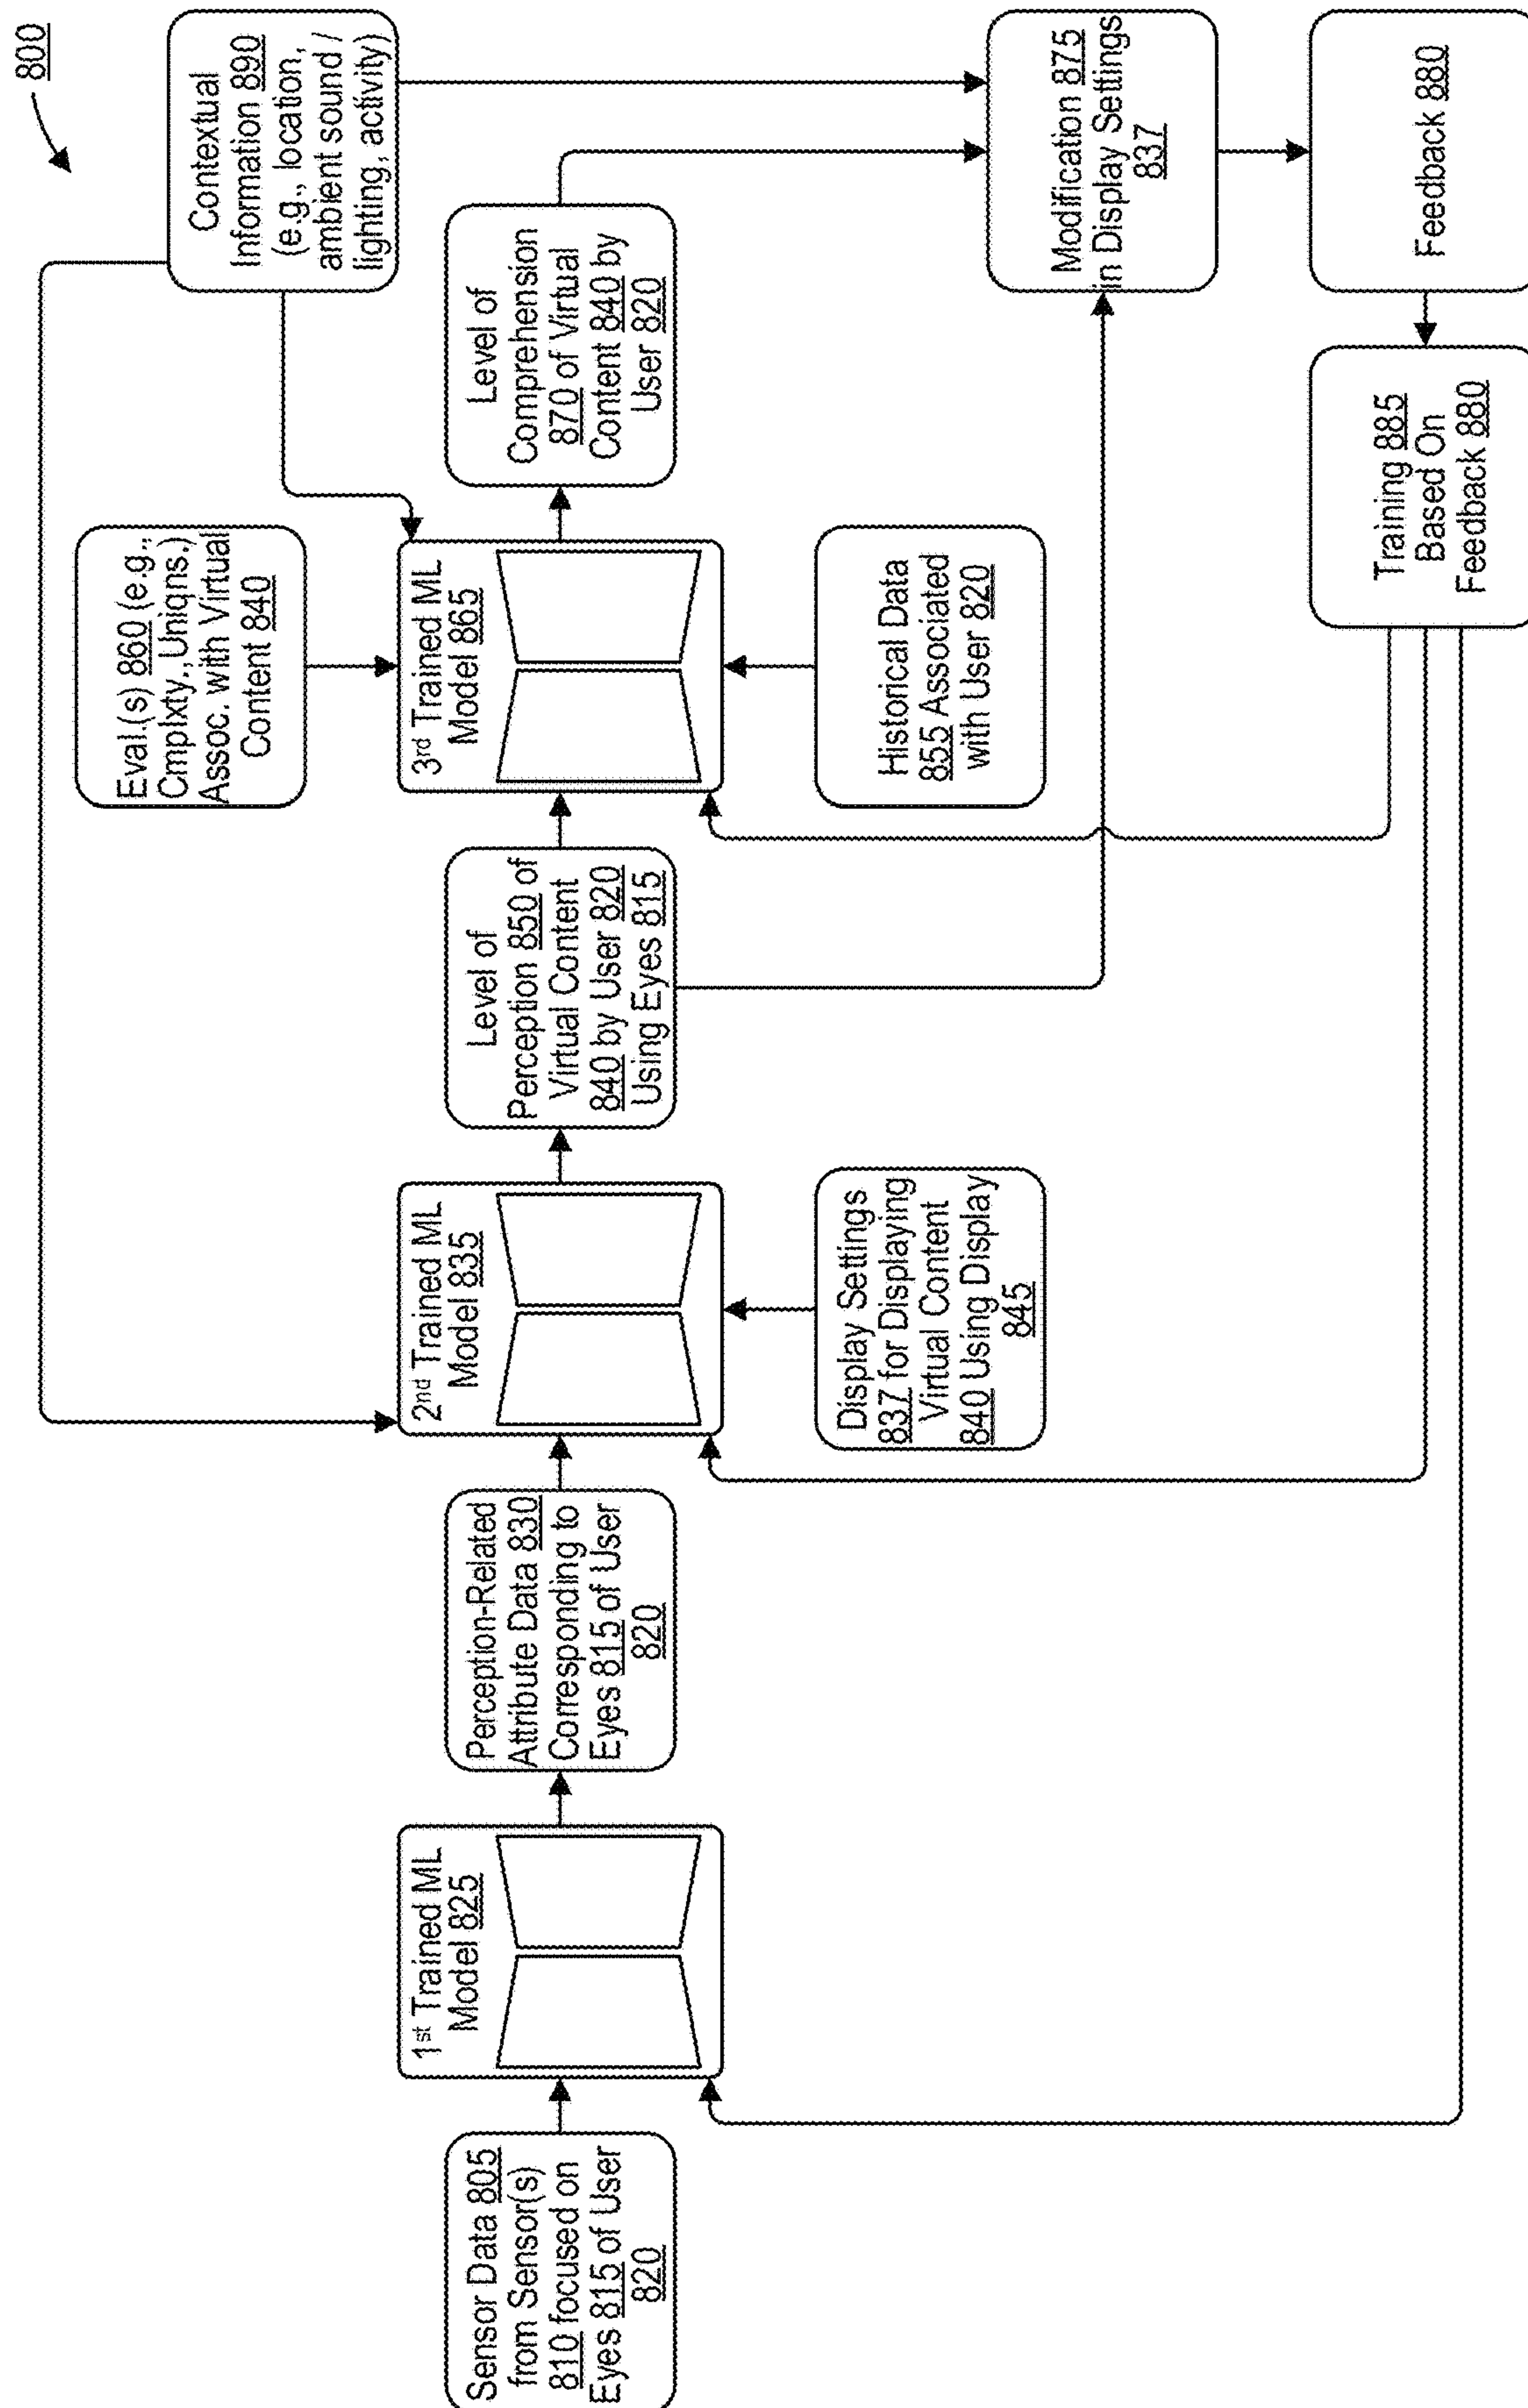 800
Sensor Data 805
from Sensor(s)
810 focused on
Eyes 815 of User
820
1st Trained ML
Model 825
Perception-Related
Attribute Data 830
Corresponding to
Eyes 815 of User
820
2nd Trained ML
Model 835
Display Settings
837 for Displaying
Virtual Content
840 Using Display
845
Level of
Perception 850 of
Virtual Content
840 by User 820
Using Eyes 815
Eval.(s) 860 (e.g.,
Cmplxty., Uniqns.)
Assoc. with Virtual
Content 840
3rd Trained ML
Model 865
Historical Data
855 Associated
with User 820
Level of
Comprehension
870 of Virtual
Content 840 by
User 820
Contextual
Information 890
(e.g., location,
ambient sound /
lighting, activity)
Modification 875
in Display Settings
837
Feedback 880
Training 885
Based On
Feedback 880